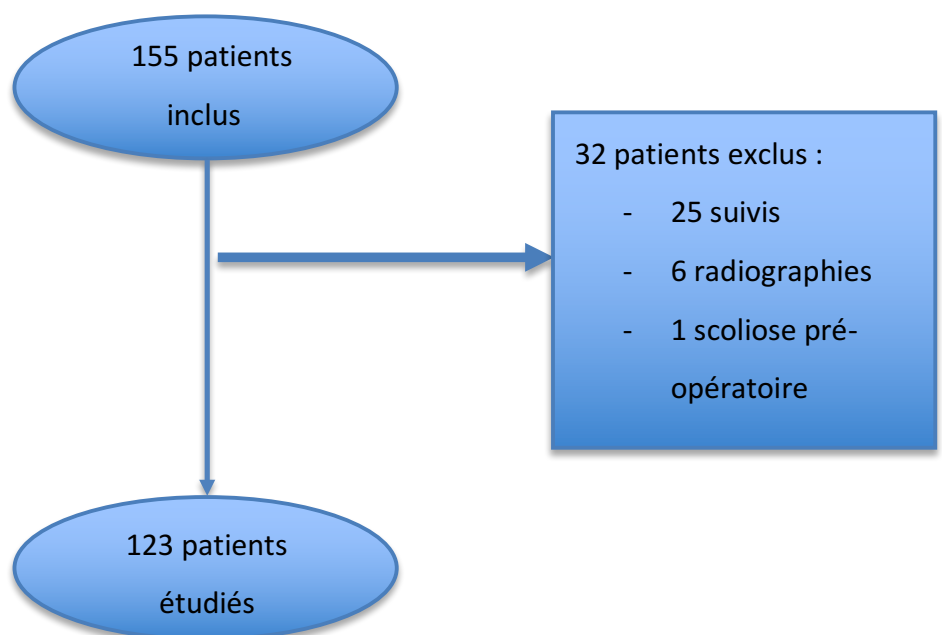 155 patients
inclus
32 patients exclus :
- 25 suivis
- 6 radiographies
- 1 scoliose pré-
opératoire
123 patients
étudiés